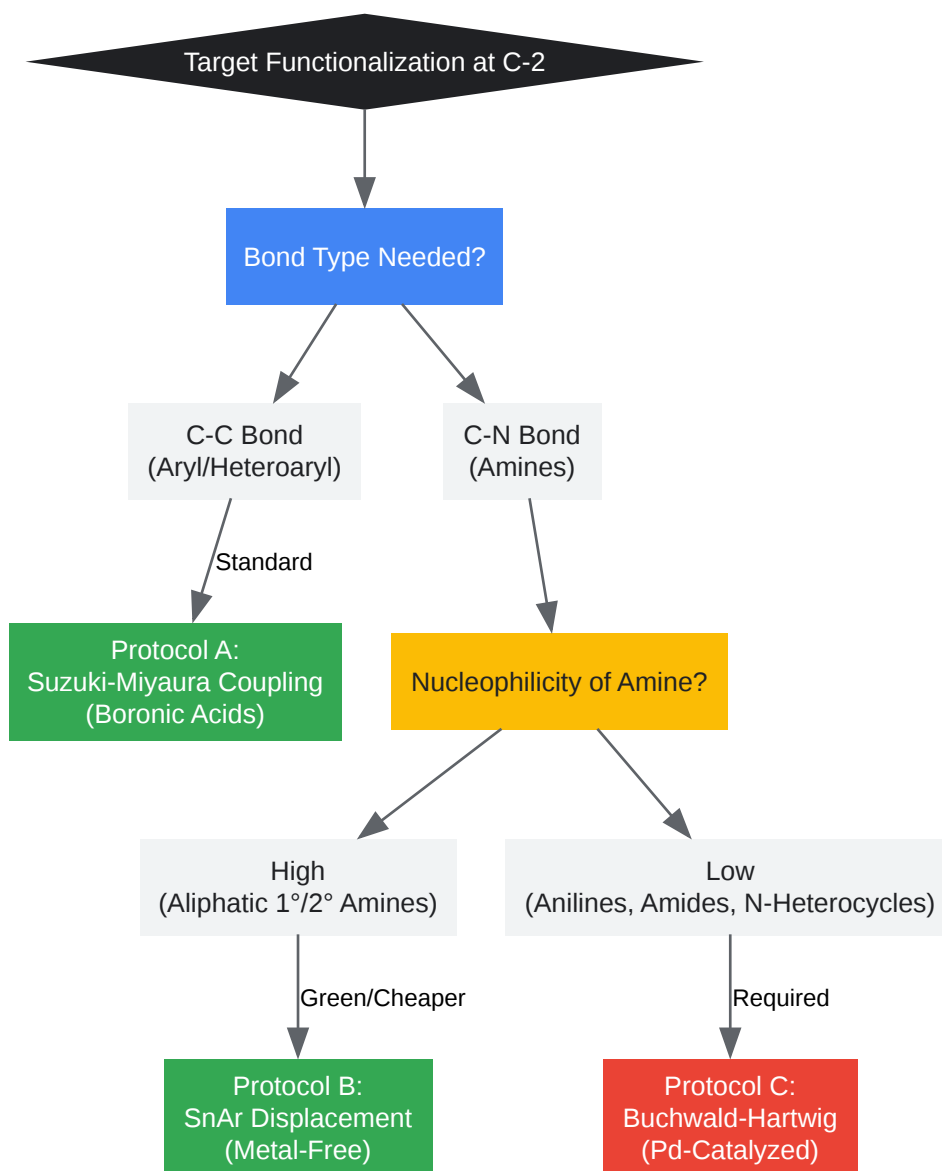 Target Functionalization at C-2
Bond Type Needed?
C-C Bond
(Aryl/Heteroaryl)
C-N Bond
(Amines)
Standard
Protocol A:
Suzuki-Miyaura Coupling
(Boronic Acids)
Nucleophilicity of Amine?
High
(Aliphatic 1°/2° Amines)
Low
(Anilines, Amides, N-Heterocycles)
Green/Cheaper
Required
Protocol B:
SnAr Displacement
(Metal-Free)
Protocol C:
Buchwald-Hartwig
(Pd-Catalyzed)